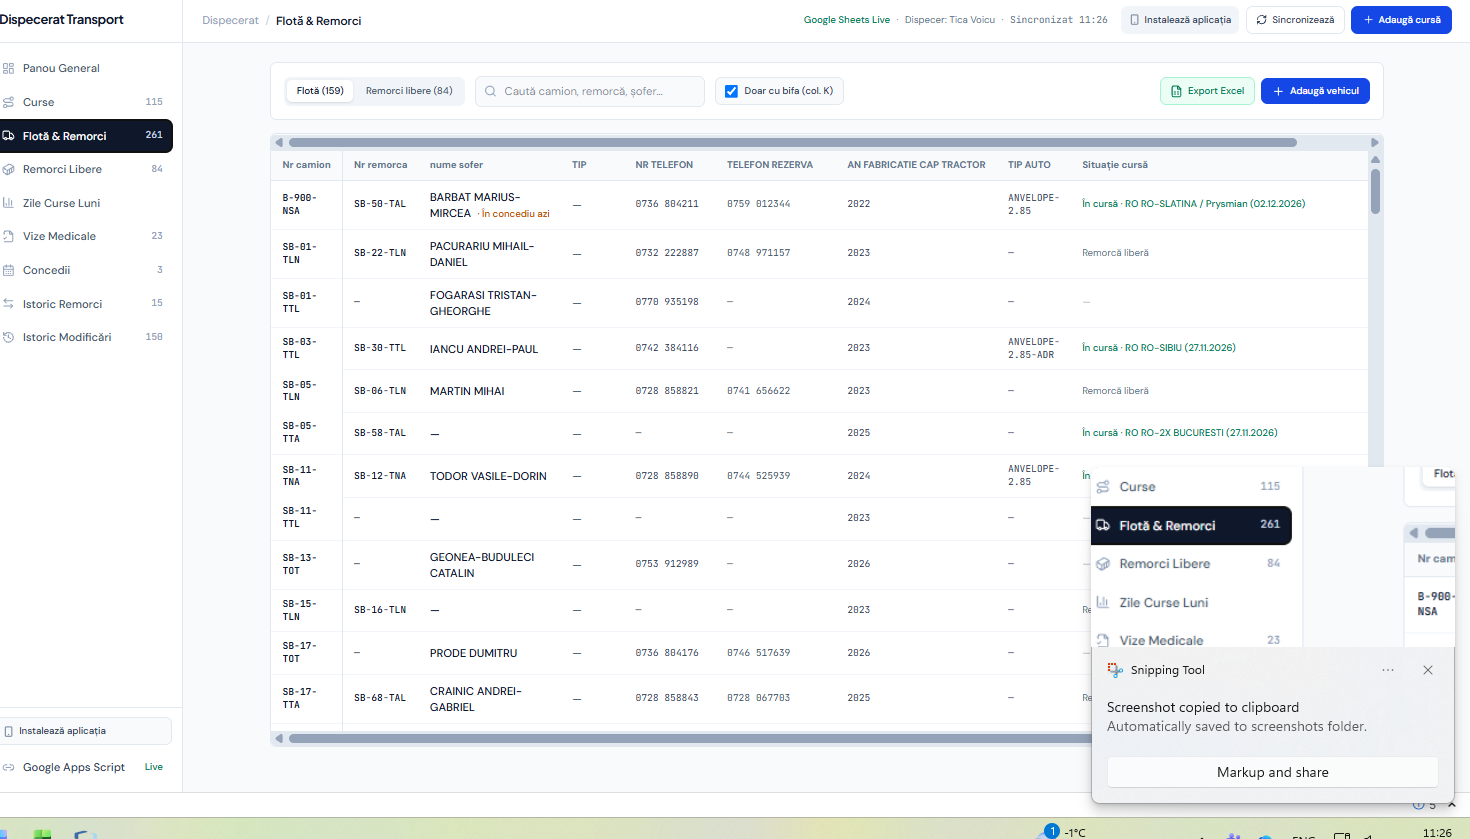 Dispecerat Transport
Dispecerat / Flotă & Remorci
Google Sheets Live · Dispecer: Tica Voicu · Sincronizat 11:26
Instalează aplicația
Sincronizează
+ Adaugă cursă
Panou General
Curse 115
Flotă & Remorci 261
Remorci Libere 84
Zile Curse Luni
Vize Medicale 23
Concedii 3
Istoric Remorci 15
Istoric Modificări 150
Instalează aplicația
Google Apps Script Live
Flotă (159) Remorci libere (84)
Caută camion, remorcă, șofer...
Doar cu bifa (col. K)
Export Excel
+ Adaugă vehicul
Nr camion Nr remorca nume sofer TIP NR TELEFON TELEFON REZERVA AN FABRICATIE CAP TRACTOR TIP AUTO Situație cursă
B-900-NSA SB-50-TAL BARBAT MARIUS-MIRCEA · În concediu azi — 0736 804211 0759 012344 2022 ANVELOPE-2.85 În cursă · RO RO-SLATINA / Prysmian (02.12.2026)
SB-01-TLN SB-22-TLN PACURARIU MIHAIL-DANIEL — 0732 222887 0748 971157 2023 — Remorcă liberă
SB-01-TTL — FOGARASI TRISTAN-GHEORGHE — 0770 935198 — 2024 — —
SB-03-TTL SB-30-TTL IANCU ANDREI-PAUL — 0742 384116 — 2023 ANVELOPE-2.85-ADR În cursă · RO RO-SIBIU (27.11.2026)
SB-05-TLN SB-06-TLN MARTIN MIHAI — 0728 858821 0741 656622 2023 — Remorcă liberă
SB-05-TTA SB-58-TAL — — — — 2025 — În cursă · RO RO-2X BUCURESTI (27.11.2026)
SB-11-TNA SB-12-TNA TODOR VASILE-DORIN — 0728 858890 0744 525939 2024 ANVELOPE-2.85 În
SB-11-TTL — — — — — 2023 — —
SB-13-TOT — GEONEA-BUDULECI CATALIN — 0753 912989 — 2026 — —
SB-15-TLN SB-16-TLN — — — — 2023 — Re
SB-17-TOT — PRODE DUMITRU — 0736 804176 0746 517639 2026 — —
SB-17-TTA SB-68-TAL CRAINIC ANDREI-GABRIEL — 0728 858843 0728 067703 2025 — Re
Curse 115
Flotă & Remorci 261
Remorci Libere 84
Zile Curse Luni
Vize Medicale 23
Flot
Nr cam
B-900-
NSA
Snipping Tool
Screenshot copied to clipboard
Automatically saved to screenshots folder.
Markup and share
5
1 -1°C
11:26